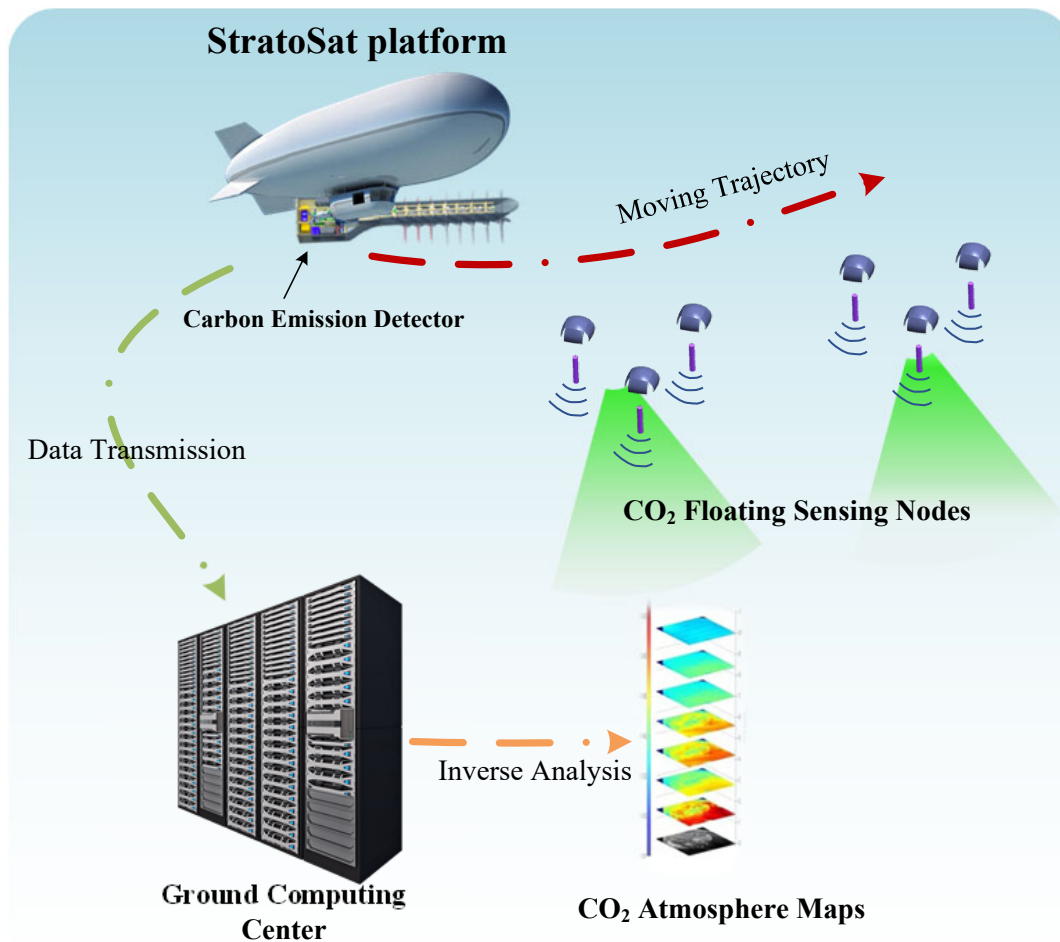 StratoSat platform
Moving Trajectory
Carbon Emission Detector
Data Transmission
CO₂ Floating Sensing Nodes
Inverse Analysis
Ground Computing
Center
CO₂ Atmosphere Maps